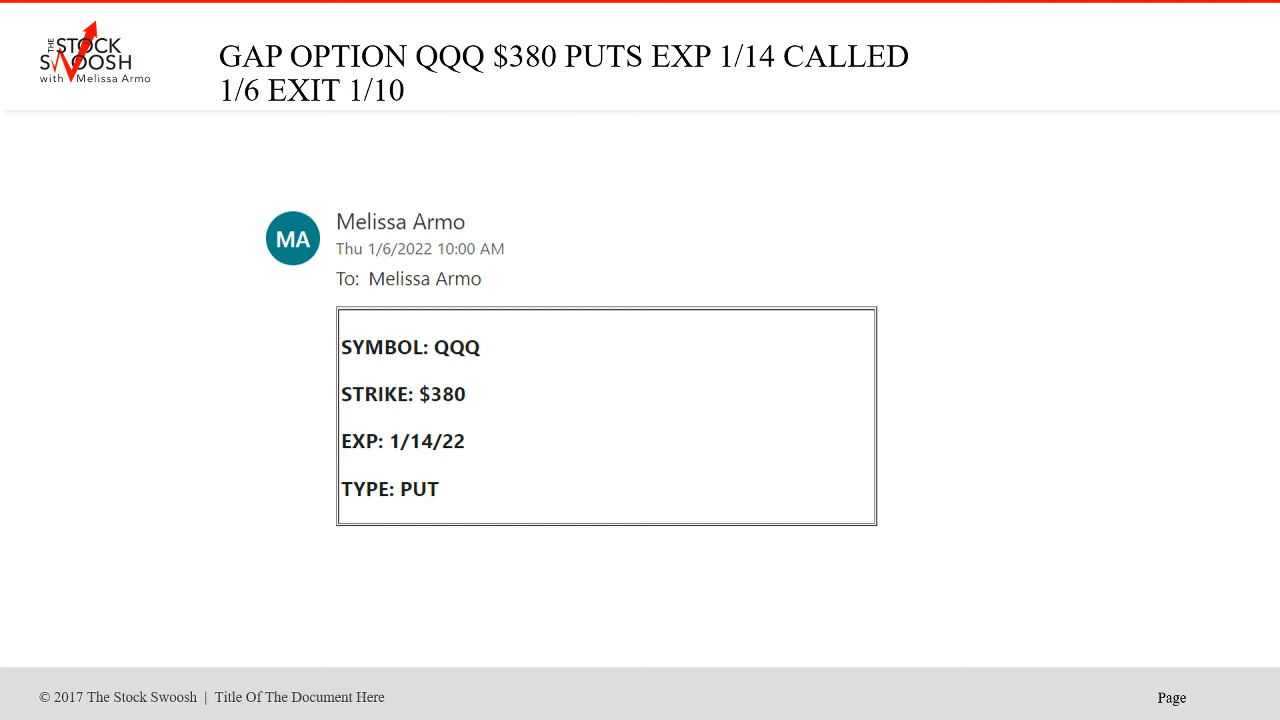 THE STOCK
SWOOSH
with Melissa Armo
GAP OPTION QQQ $380 PUTS EXP 1/14 CALLED
1/6 EXIT 1/10
MA
Melissa Armo
Thu 1/6/2022 10:00 AM
To: Melissa Armo
SYMBOL: QQQ
STRIKE: $380
EXP: 1/14/22
TYPE: PUT
© 2017 The Stock Swoosh | Title Of The Document Here
Page